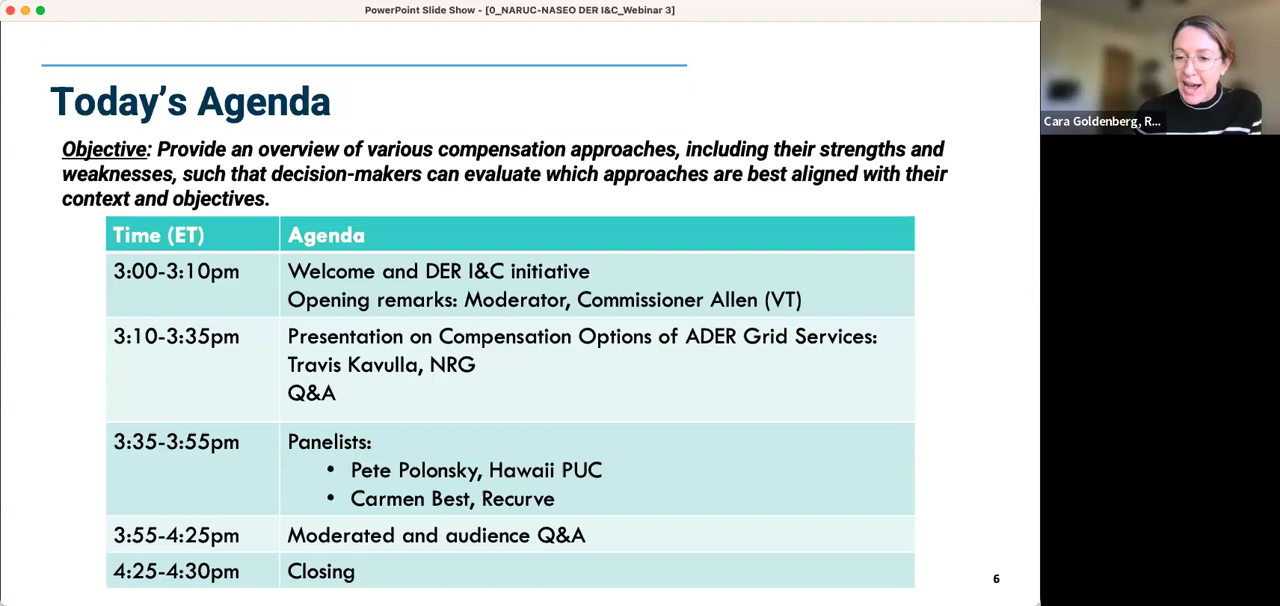 PowerPoint Slide Show - [0_NARUC-NASEO DER I&C_Webinar 3]
Today's Agenda
Objective: Provide an overview of various compensation approaches, including their strengths and
weaknesses, such that decision-makers can evaluate which approaches are best aligned with their
context and objectives.
Time (ET) Agenda
3:00-3:10pm Welcome and DER I&C initiative
Opening remarks: Moderator, Commissioner Allen (VT)
3:10-3:35pm Presentation on Compensation Options of ADER Grid Services:
Travis Kavulla, NRG
Q&A
3:35-3:55pm Panelists:
• Pete Polonsky, Hawaii PUC
• Carmen Best, Recurve
3:55-4:25pm Moderated and audience Q&A
4:25-4:30pm Closing
6
Cara Goldenberg, R...